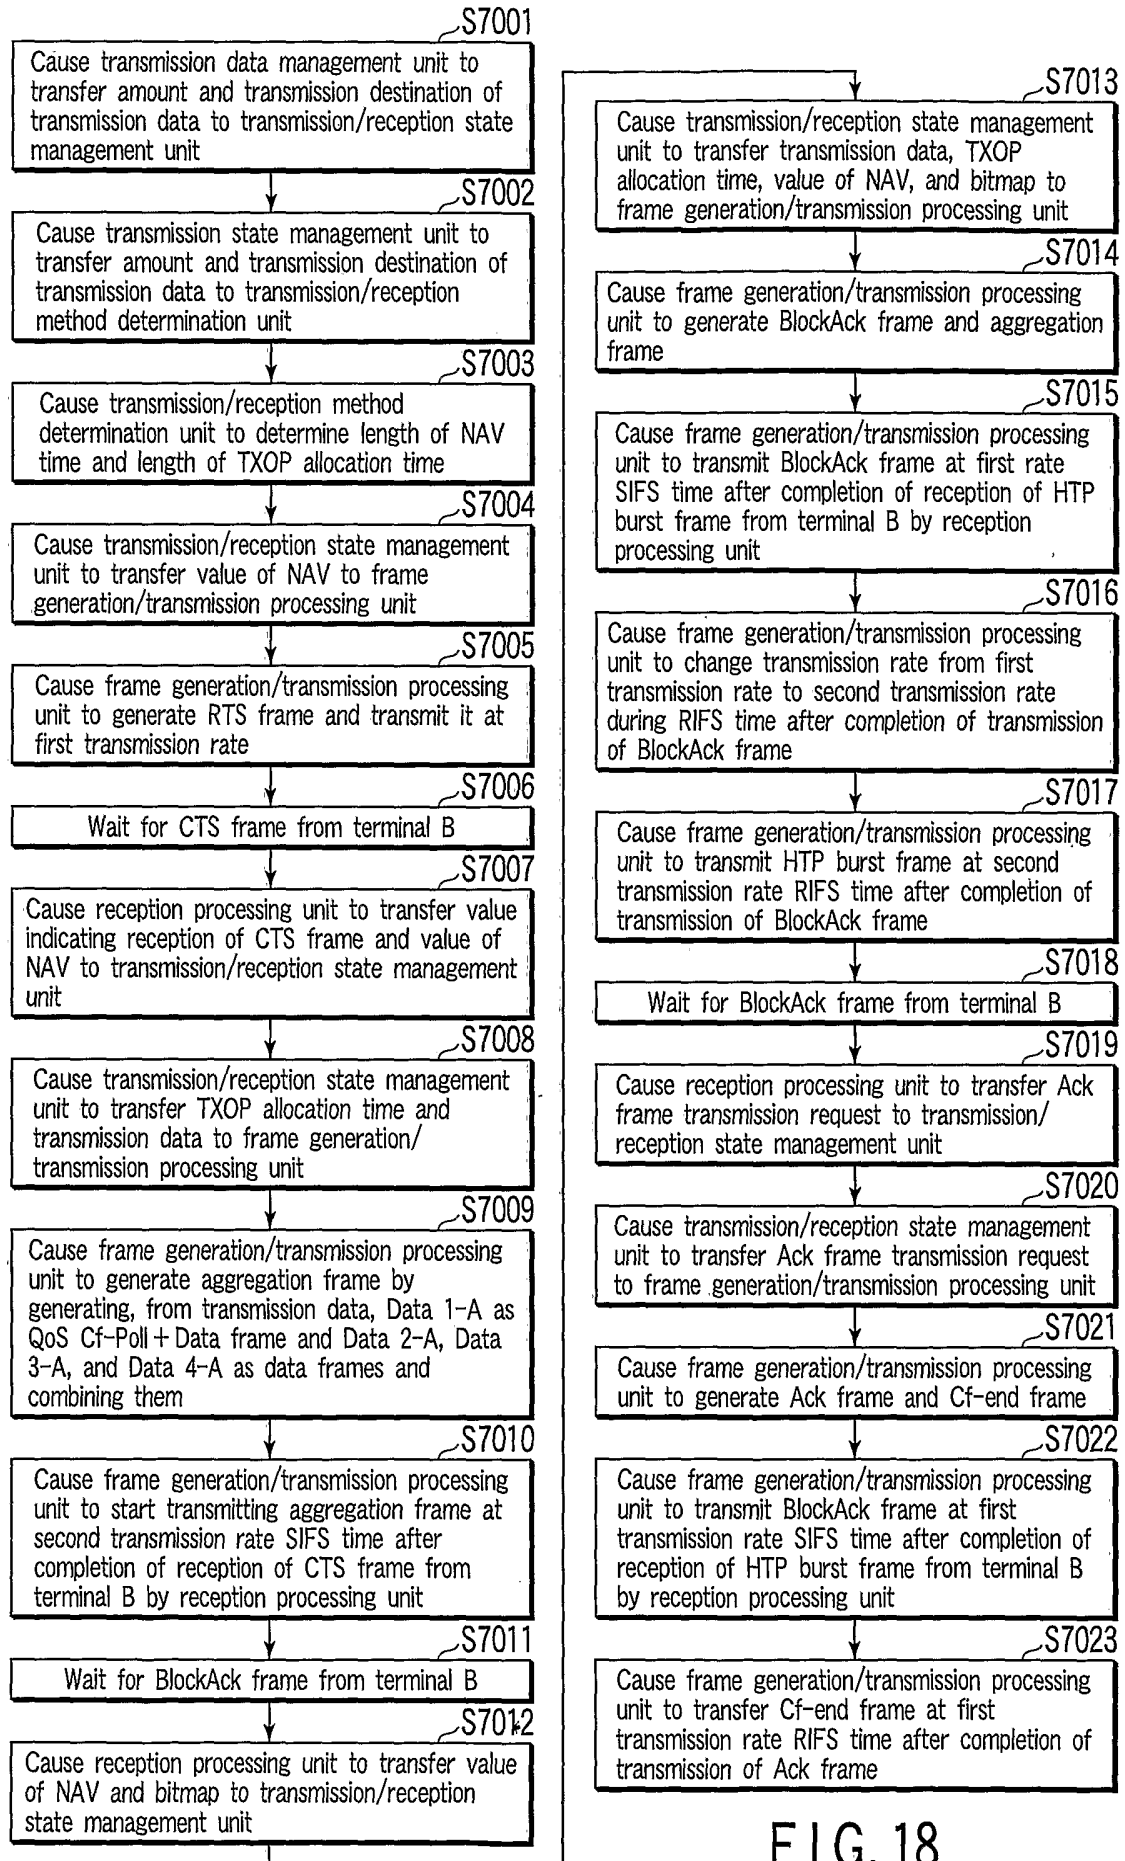 S7001
Cause transmission data management unit to
transfer amount and transmission destination of
transmission data to transmission/reception state
management unit
S7002
Cause transmission state management unit to
transfer amount and transmission destination of
transmission data to transmission/reception
method determination unit
S7003
Cause transmission/reception method
determination unit to determine length of NAV
time and length of TXOP allocation time
S7004
Cause transmission/reception state management
unit to transfer value of NAV to frame
generation/transmission processing unit
S7005
Cause frame generation/transmission processing
unit to generate RTS frame and transmit it at
first transmission rate
S7006
Wait for CTS frame from terminal B
S7007
Cause reception processing unit to transfer value
indicating reception of CTS frame and value of
NAV to transmission/reception state management
unit
S7008
Cause transmission/reception state management
unit to transfer TXOP allocation time and
transmission data to frame generation/
transmission processing unit
S7009
Cause frame generation/transmission processing
unit to generate aggregation frame by
generating, from transmission data, Data 1-A as
QoS Cf-Poll + Data frame and Data 2-A, Data
3-A, and Data 4-A as data frames and
combining them
S7010
Cause frame generation/transmission processing
unit to start transmitting aggregation frame at
second transmission rate SIFS time after
completion of reception of CTS frame from
terminal B by reception processing unit
S7011
Wait for BlockAck frame from terminal B
S7012
Cause reception processing unit to transfer value
of NAV and bitmap to transmission/reception
state management unit
S7013
Cause transmission/reception state management
unit to transfer transmission data, TXOP
allocation time, value of NAV, and bitmap to
frame generation/transmission processing unit
S7014
Cause frame generation/transmission processing
unit to generate BlockAck frame and aggregation
frame
S7015
Cause frame generation/transmission processing
unit to transmit BlockAck frame at first rate
SIFS time after completion of reception of HTP
burst frame from terminal B by reception
processing unit
S7016
Cause frame generation/transmission processing
unit to change transmission rate from first
transmission rate to second transmission rate
during RIFS time after completion of transmission
of BlockAck frame
S7017
Cause frame generation/transmission processing
unit to transmit HTP burst frame at second
transmission rate RIFS time after completion of
transmission of BlockAck frame
S7018
Wait for BlockAck frame from terminal B
S7019
Cause reception processing unit to transfer Ack
frame transmission request to transmission/
reception state management unit
S7020
Cause transmission/reception state management
unit to transfer Ack frame transmission request
to frame generation/transmission processing unit
S7021
Cause frame generation/transmission processing
unit to generate Ack frame and Cf-end frame
S7022
Cause frame generation/transmission processing
unit to transmit BlockAck frame at first
transmission rate SIFS time after completion of
reception of HTP burst frame from terminal B
by reception processing unit
S7023
Cause frame generation/transmission processing
unit to transfer Cf-end frame at first
transmission rate RIFS time after completion of
transmission of Ack frame
FIG. 18